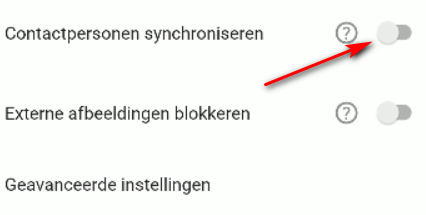 Contactpersonen synchroniseren ?
Externe afbeeldingen blokkeren ?
Geavanceerde instellingen